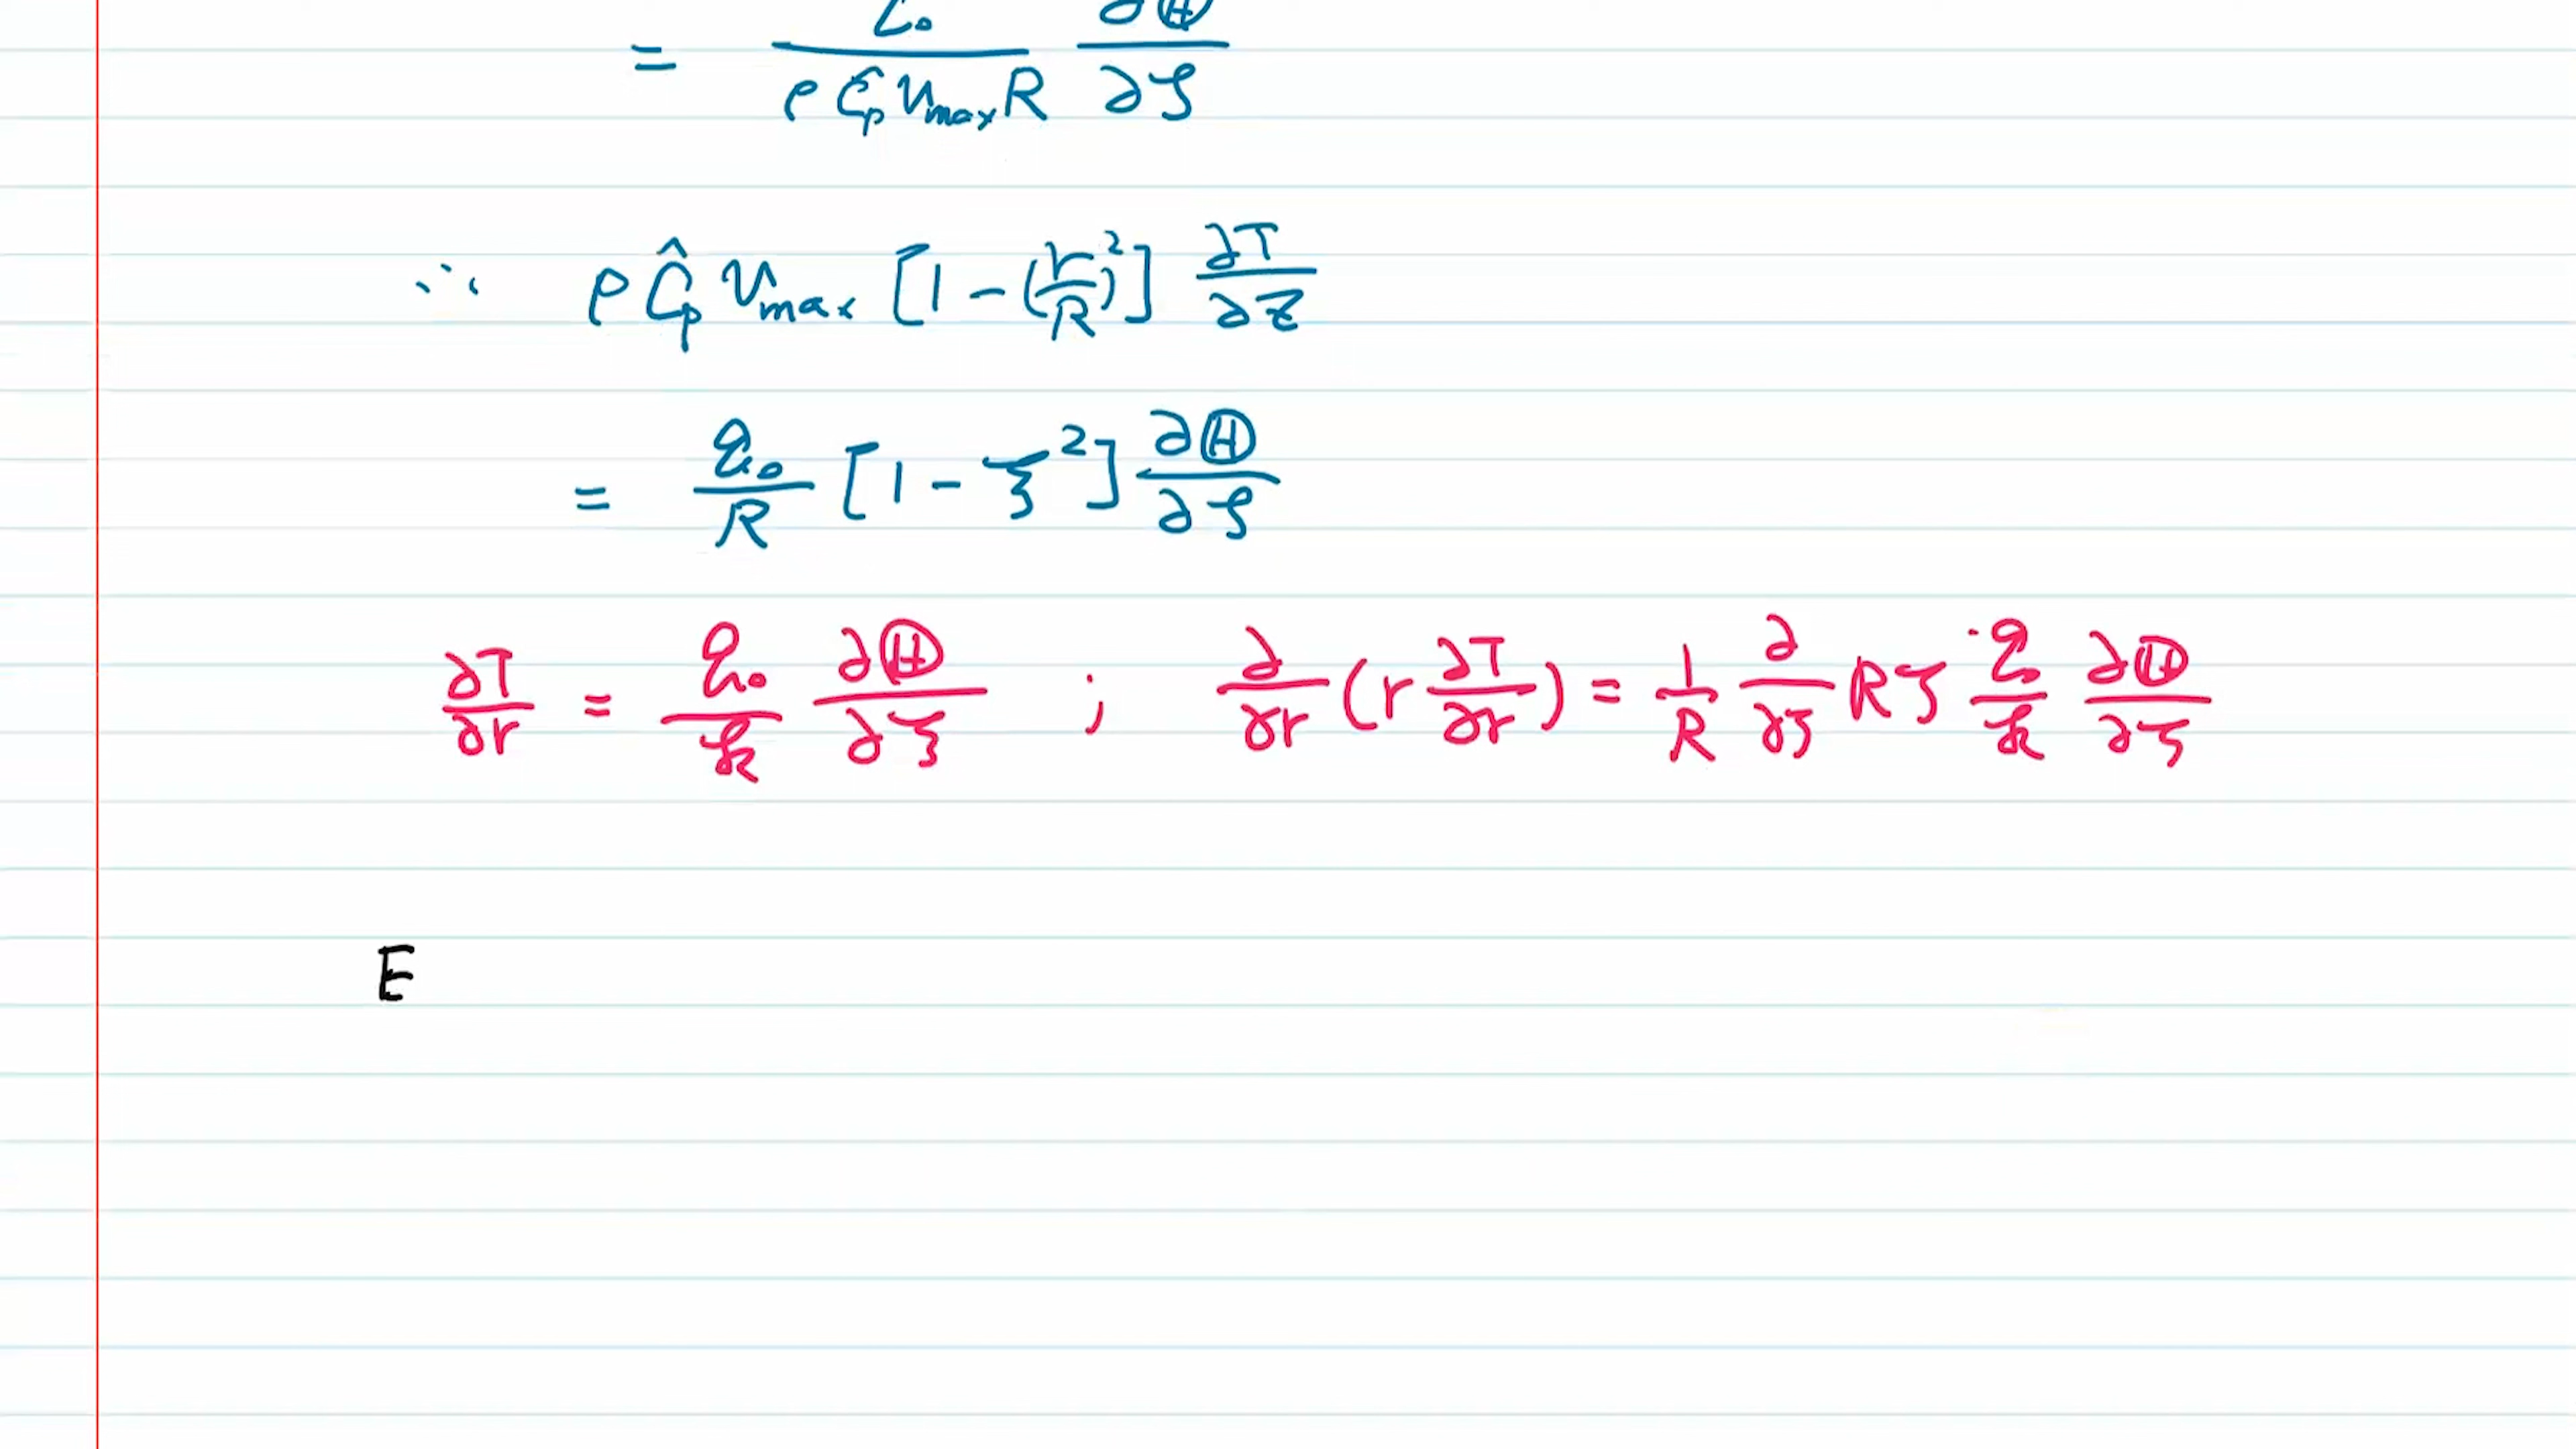 = q₀ / (ρ Ĉp vmax R) ∂Θ/∂ζ
∴ ρ Ĉp vmax [1 - (r/R)²] ∂T/∂z
= q₀/R [1 - ξ²] ∂Θ/∂ζ
∂T/∂r = q₀/k ∂Θ/∂ξ ; ∂/∂r (r ∂T/∂r) = 1/R ∂/∂ξ Rξ q₀/k ∂Θ/∂ξ
E